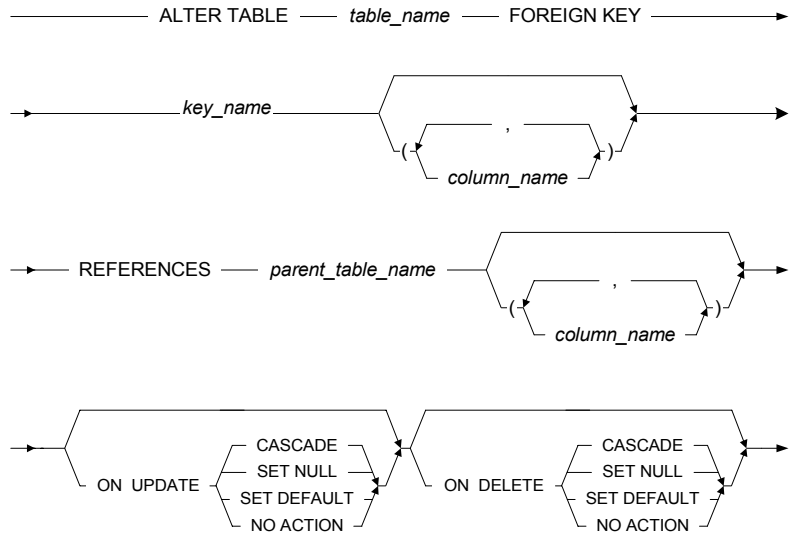 ALTER TABLE table_name FOREIGN KEY
key_name
,
( )
column_name
REFERENCES parent_table_name
,
( )
column_name
CASCADE CASCADE
SET NULL SET NULL
ON UPDATE ON DELETE
SET DEFAULT SET DEFAULT
NO ACTION NO ACTION